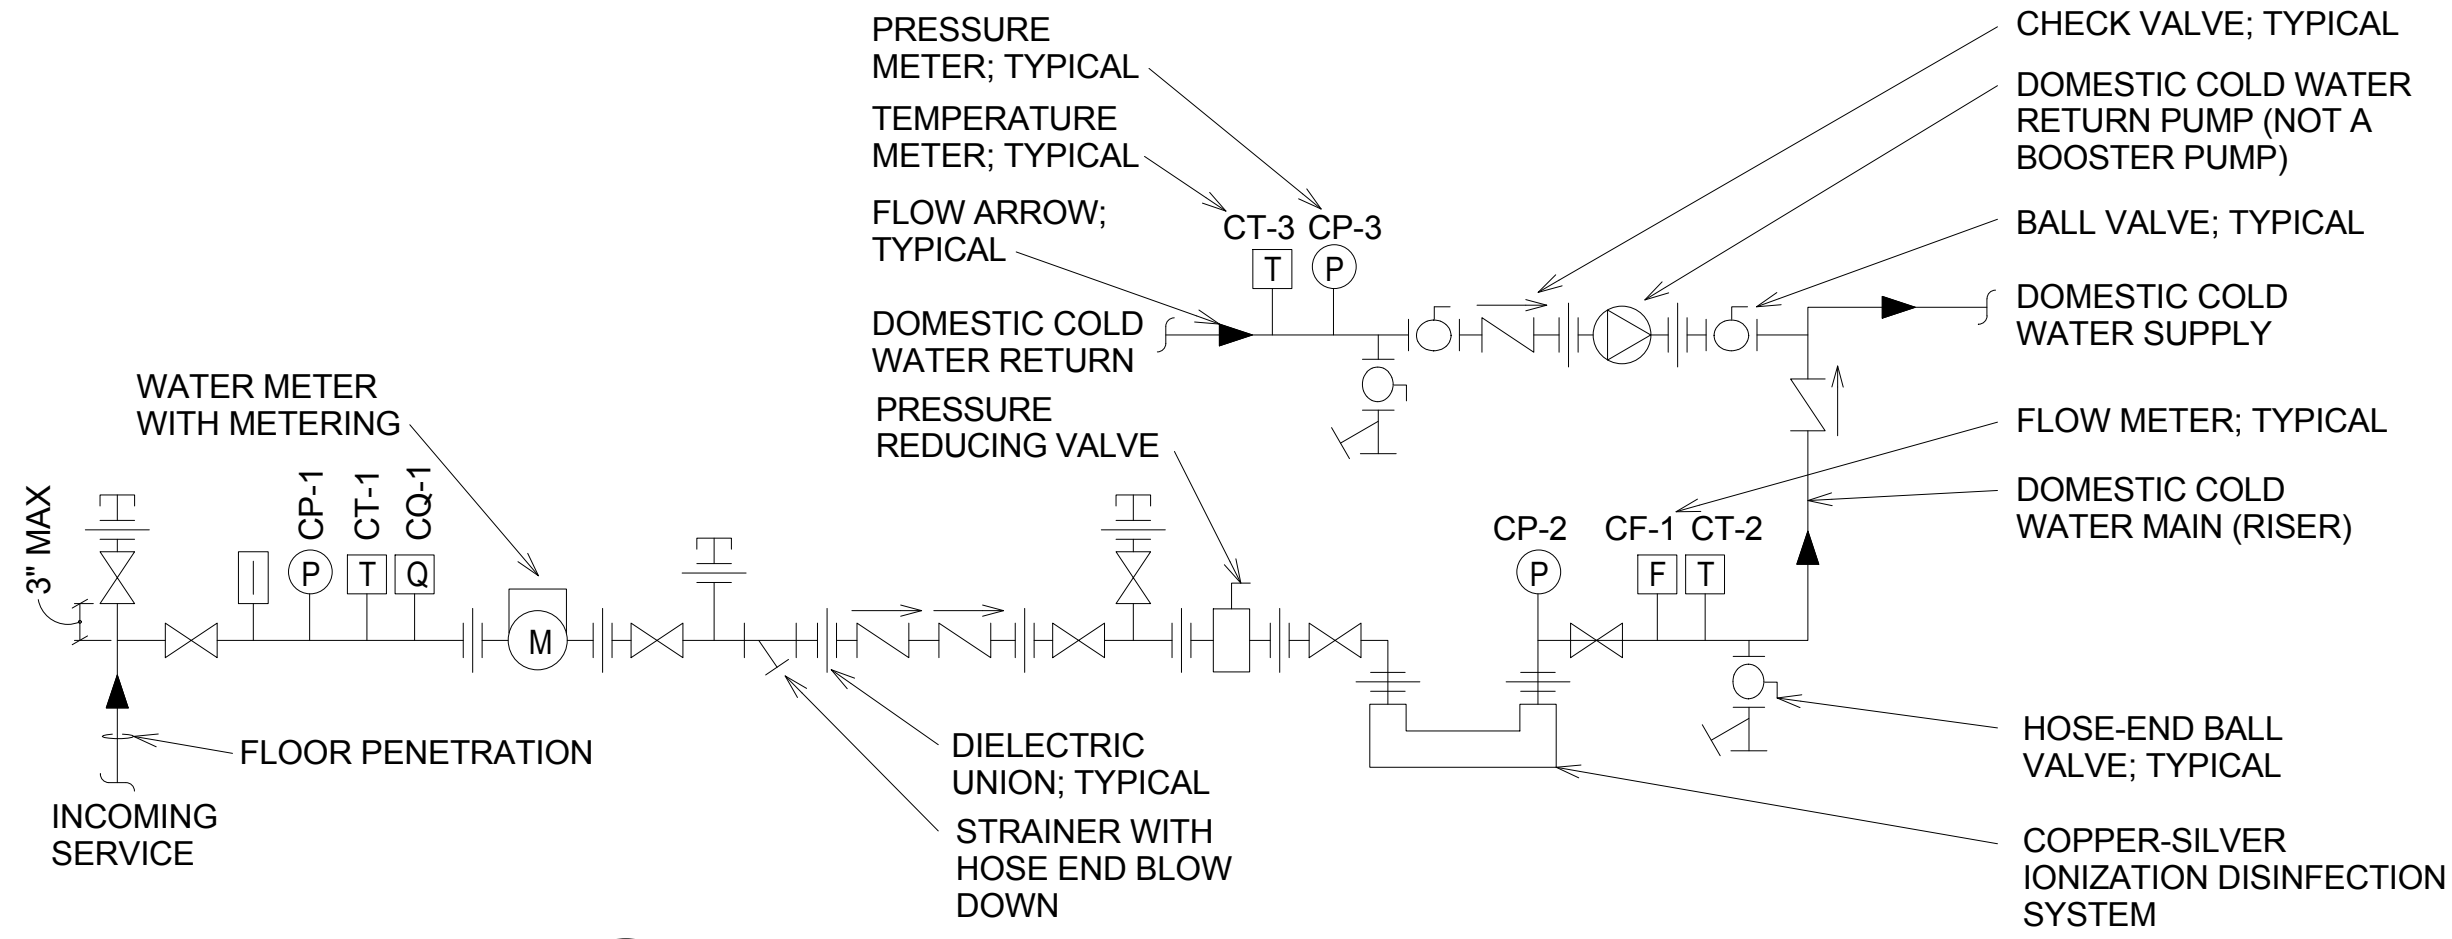 PRESSURE
METER; TYPICAL
TEMPERATURE
METER; TYPICAL
FLOW ARROW;
TYPICAL
DOMESTIC COLD
WATER RETURN
CT-3
CP-3
T
P
CHECK VALVE; TYPICAL
DOMESTIC COLD WATER
RETURN PUMP (NOT A
BOOSTER PUMP)
BALL VALVE; TYPICAL
DOMESTIC COLD
WATER SUPPLY
FLOW METER; TYPICAL
DOMESTIC COLD
WATER MAIN (RISER)
WATER METER
WITH METERING
PRESSURE
REDUCING VALVE
3" MAX
CP-1
CT-1
CQ-1
P
T
Q
M
CP-2
CF-1
CT-2
P
F
T
FLOOR PENETRATION
INCOMING
SERVICE
DIELECTRIC
UNION; TYPICAL
STRAINER WITH
HOSE END BLOW
DOWN
HOSE-END BALL
VALVE; TYPICAL
COPPER-SILVER
IONIZATION DISINFECTION
SYSTEM